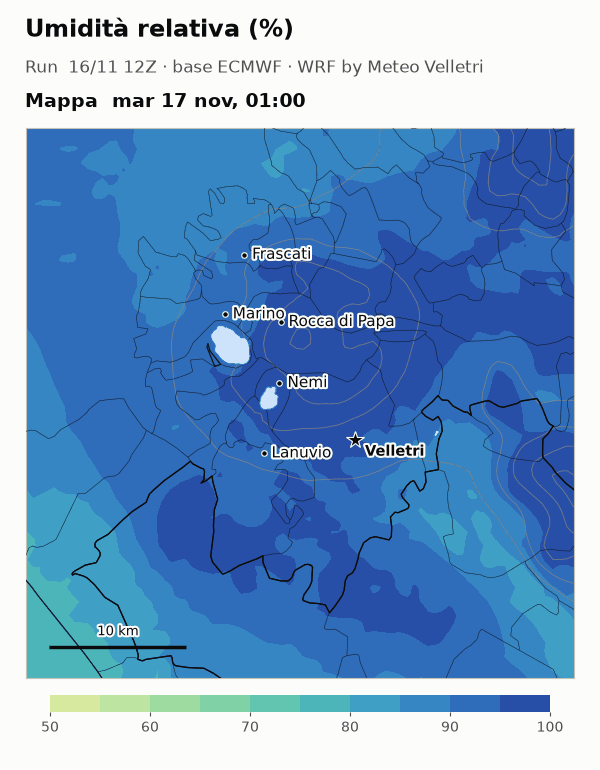 Umidità relativa (%)
Run  16/11 12Z · base ECMWF · WRF by Meteo Velletri
Mappa  mar 17 nov, 01:00
Frascati
Marino
Rocca di Papa
Nemi
Velletri
Lanuvio
10 km
50 60 70 80 90 100